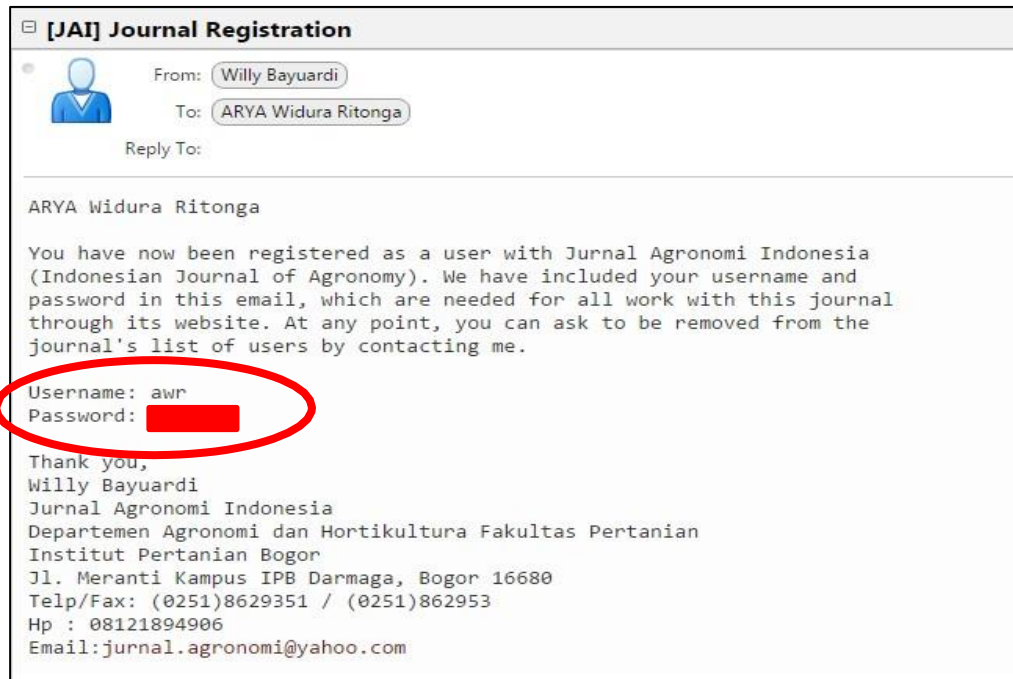 [JAI] Journal Registration
From: Willy Bayuardi
To: ARYA Widura Ritonga
Reply To:
ARYA Widura Ritonga
You have now been registered as a user with Jurnal Agronomi Indonesia
(Indonesian Journal of Agronomy). We have included your username and
password in this email, which are needed for all work with this journal
through its website. At any point, you can ask to be removed from the
journal's list of users by contacting me.
Username: awr
Password:
Thank you,
Willy Bayuardi
Jurnal Agronomi Indonesia
Departemen Agronomi dan Hortikultura Fakultas Pertanian
Institut Pertanian Bogor
Jl. Meranti Kampus IPB Darmaga, Bogor 16680
Telp/Fax: (0251)8629351 / (0251)862953
Hp : 08121894906
Email:jurnal.agronomi@yahoo.com